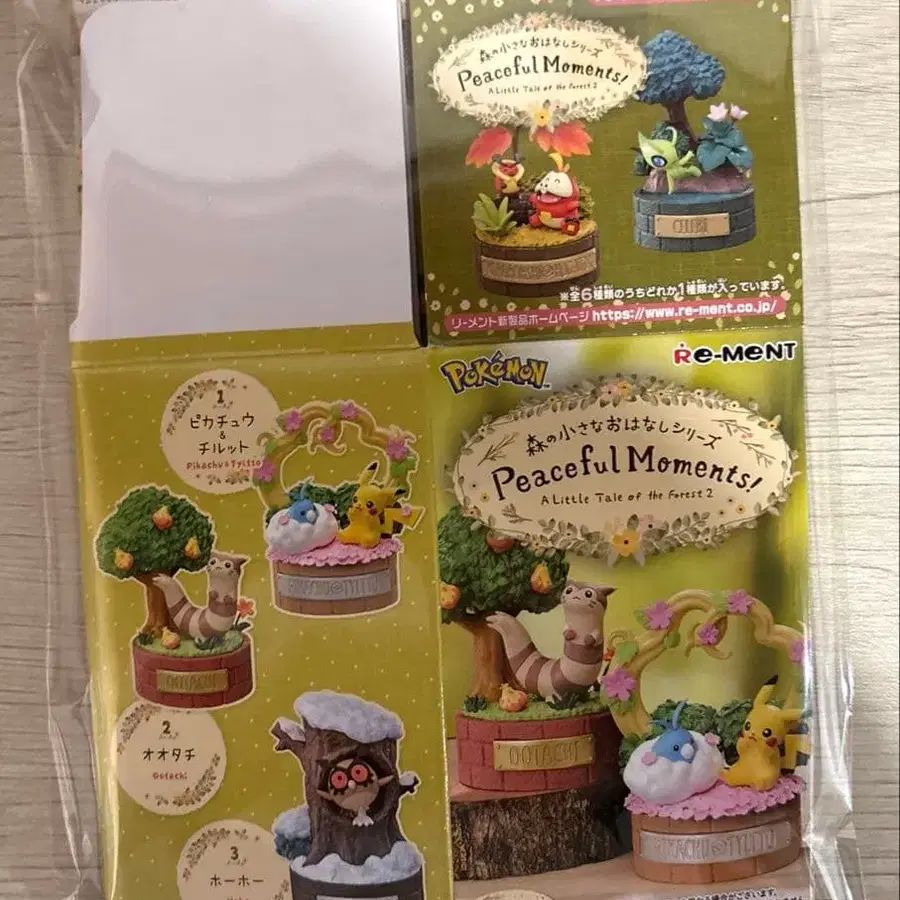 森の小さなおはなしシリーズ
Peaceful Moments!
A Little Tale of the Forest 2
※全6種類のうちどれか1種類が入っています。
リーメント新製品ホームページ https://www.re-ment.co.jp/
Pokémon
Re-MeNT
森の小さなおはなしシリーズ
Peaceful Moments!
A Little Tale of the Forest 2
1
ピカチュウ
&
チルット
Pikachu&Tyltto
OOTACHI
2
オオタチ
Ootachi
3
ホーホー
OOTACHI
PIKACHU TYLTTO